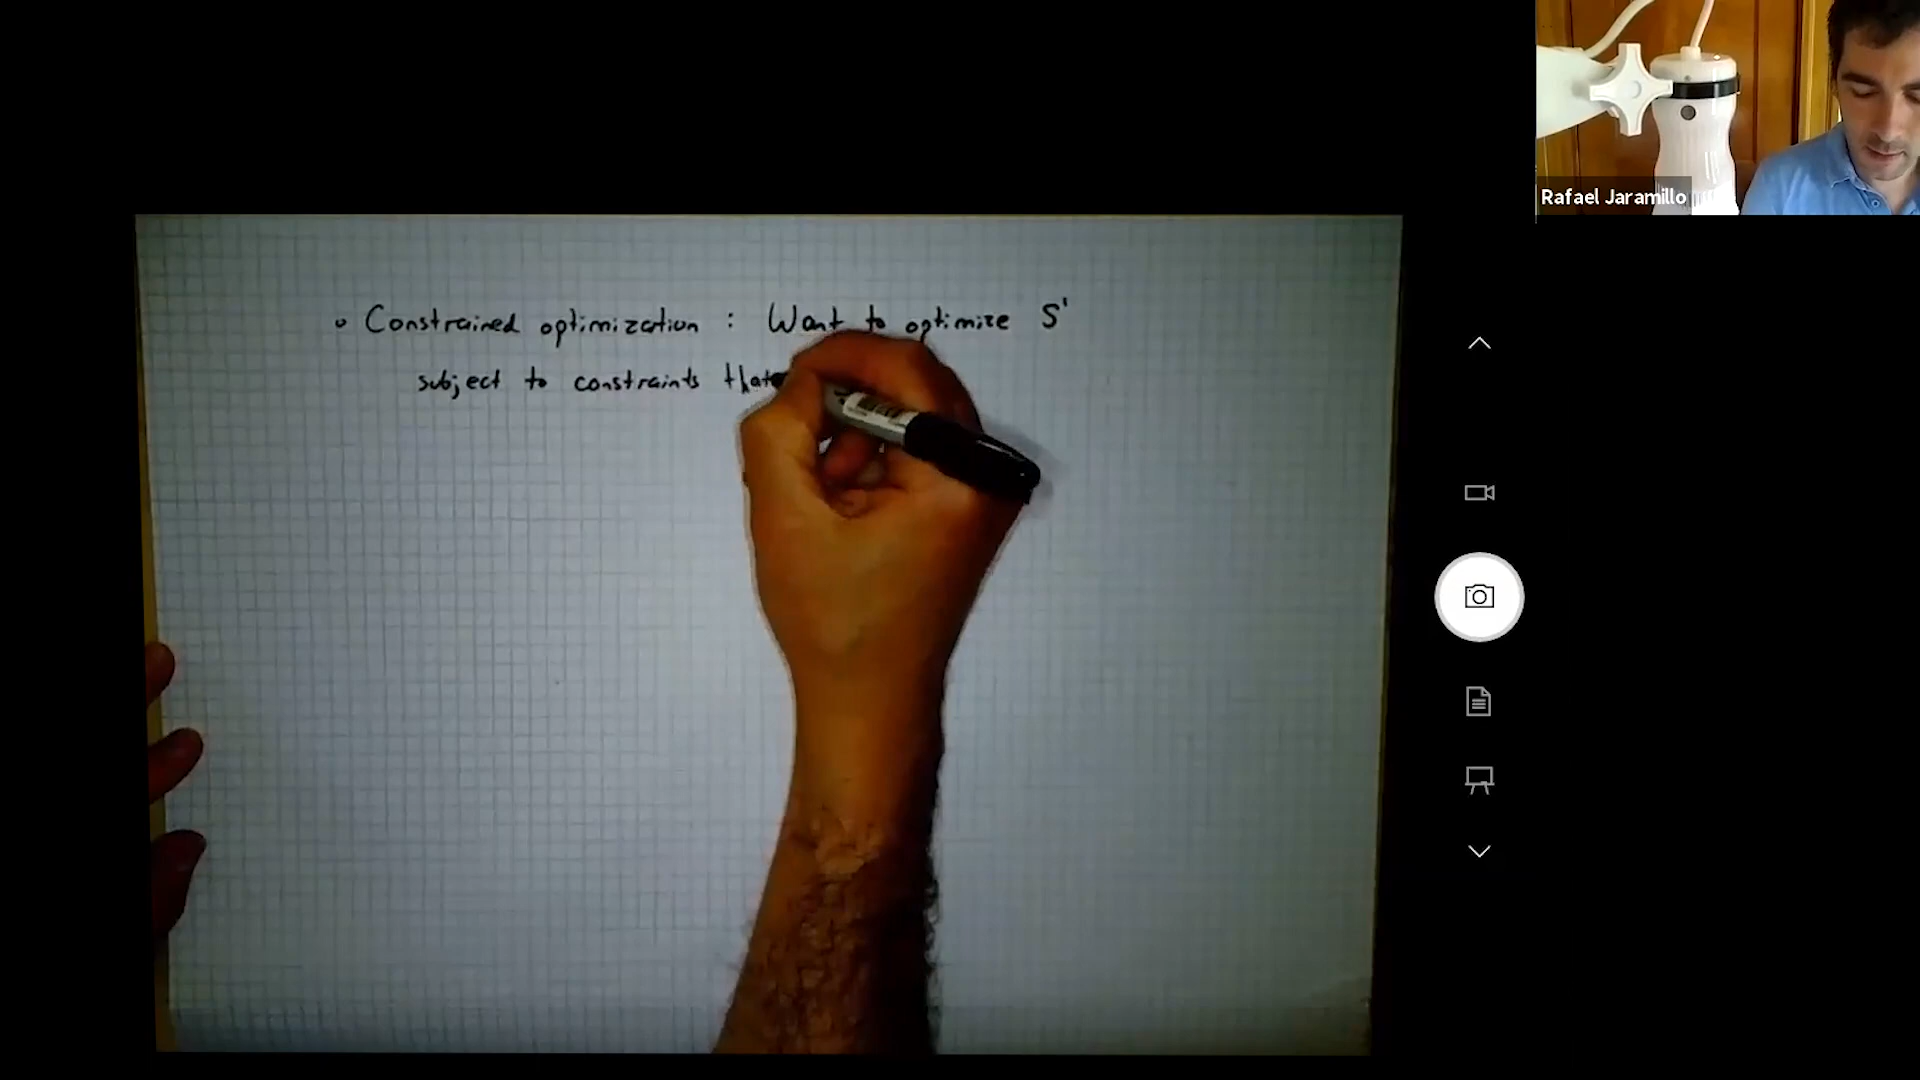 Rafael Jaramillo
Constrained optimization : Want to optimize S'
subject to constraints that